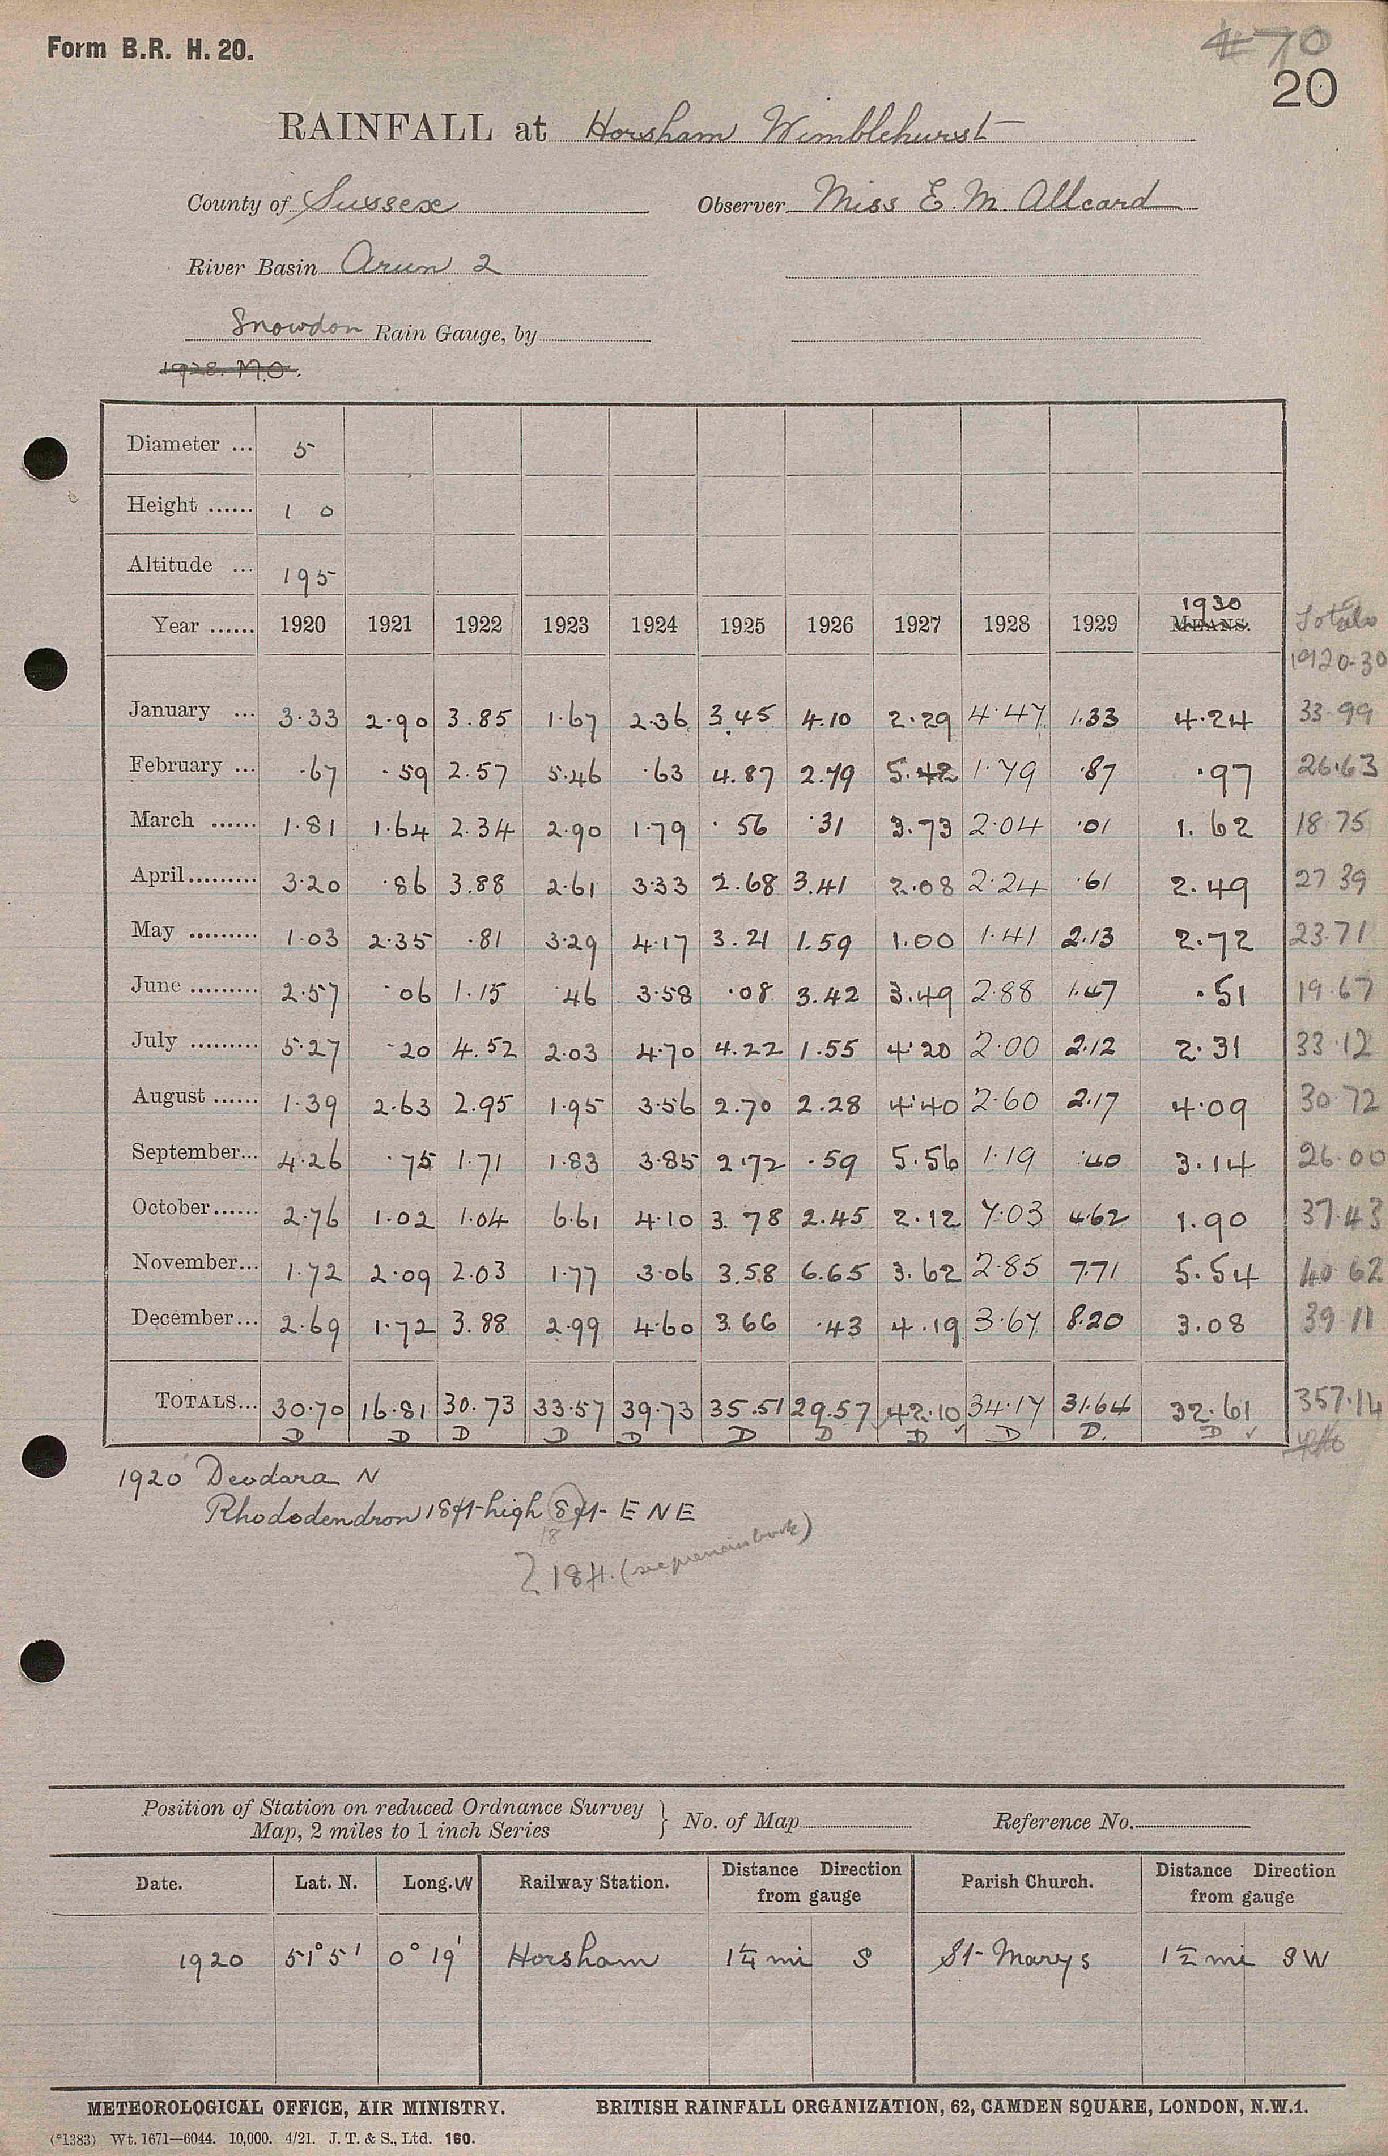 Form B.R. H. 20.
70
20
RAINFALL at Horsham Wimblehurst
County of Sussex Observer Miss E. M. Allcard
River Basin Arun 2
Snowdon Rain Gauge, by
1928. M.O.
Diameter ... 5
Height ...... 1 0
Altitude ... 195
Year ...... 1920 1921 1922 1923 1924 1925 1926 1927 1928 1929 1930 MEANS. Totals 1920-30
January ... 3.33 2.90 3.85 1.67 2.36 3.45 4.10 2.29 4.47 1.33 4.24 33.99
February ... .67 .59 2.57 5.46 .63 4.87 2.79 5.42 1.79 .87 .97 26.63
March ...... 1.81 1.64 2.34 2.90 1.79 .56 .31 3.73 2.04 .01 1.62 18.75
April......... 3.20 .86 3.88 2.61 3.33 2.68 3.41 2.08 2.24 .61 2.49 27.39
May ......... 1.03 2.35 .81 3.29 4.17 3.21 1.59 1.00 1.41 2.13 2.72 23.71
June ......... 2.57 .06 1.15 .46 3.58 .08 3.42 3.49 2.88 1.47 .51 19.67
July ......... 5.27 .20 4.52 2.03 4.70 4.22 1.55 4.20 2.00 2.12 2.31 33.12
August ...... 1.39 2.63 2.95 1.95 3.56 2.70 2.28 4.40 2.60 2.17 4.09 30.72
September... 4.26 .75 1.71 1.83 3.85 2.72 .59 5.56 1.19 .40 3.14 26.00
October...... 2.76 1.02 1.04 6.61 4.10 3.78 2.45 2.12 7.03 4.62 1.90 37.43
November... 1.72 2.09 2.03 1.77 3.06 3.58 6.65 3.62 2.85 7.71 5.54 40.62
December... 2.69 1.72 3.88 2.99 4.60 3.66 .43 4.19 3.67 8.20 3.08 39.11
TOTALS... 30.70 16.81 30.73 33.57 39.73 35.51 29.57 42.10 34.17 31.64 32.61 357.14
D D D D D D D D D D. D
1920 Deodara N
Rhododendron 18ft-high 8ft- E N E
18
? 18ft. (see previous book)
Position of Station on reduced Ordnance Survey Map, 2 miles to 1 inch Series } No. of Map Reference No.
Date. Lat. N. Long. W Railway Station. Distance Direction from gauge Parish Church. Distance Direction from gauge
1920 51° 5' 0° 19' Horsham 1¼ mi S St Marys 1½ mi SW
METEOROLOGICAL OFFICE, AIR MINISTRY. BRITISH RAINFALL ORGANIZATION, 62, CAMDEN SQUARE, LONDON, N.W.1.
(*1383) Wt. 1671—6044. 10,000. 4/21. J. T. & S., Ltd. 160.